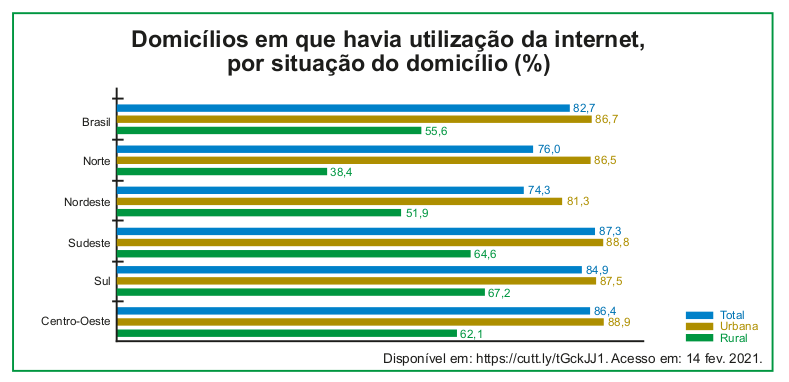 Domicílios em que havia utilização da internet,
por situação do domicílio (%)
Brasil
82,7
86,7
55,6
Norte
76,0
86,5
38,4
Nordeste
74,3
81,3
51,9
Sudeste
87,3
88,8
64,6
Sul
84,9
87,5
67,2
Centro-Oeste
86,4
88,9
62,1
Total
Urbana
Rural
Disponível em: https://cutt.ly/tGckJJ1. Acesso em: 14 fev. 2021.